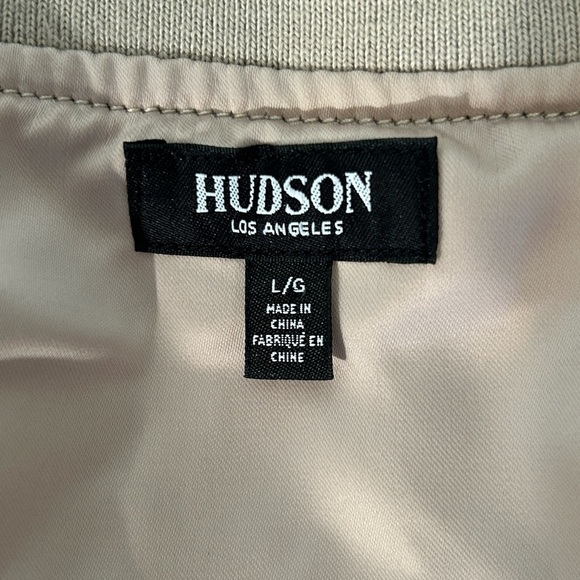 HUDSON
LOS ANGELES
L/G
MADE IN
CHINA
FABRIQUÉ EN
CHINE